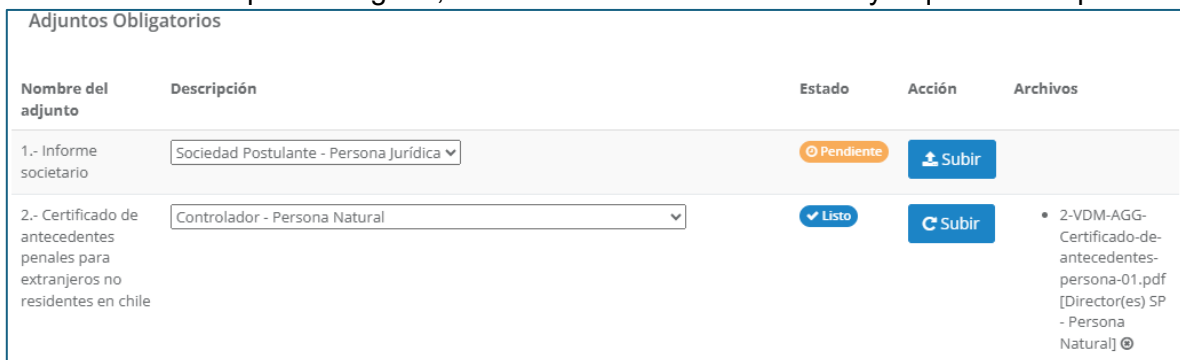 Adjuntos Obligatorios
Nombre del adjunto
Descripción
Estado
Acción
Archivos
1.- Informe societario
Sociedad Postulante - Persona Jurídica
Pendiente
Subir
2.- Certificado de antecedentes penales para extranjeros no residentes en chile
Controlador - Persona Natural
Listo
Subir
2-VDM-AGG-
Certificado-de-
antecedentes-
persona-01.pdf
[Director(es) SP
- Persona
Natural]